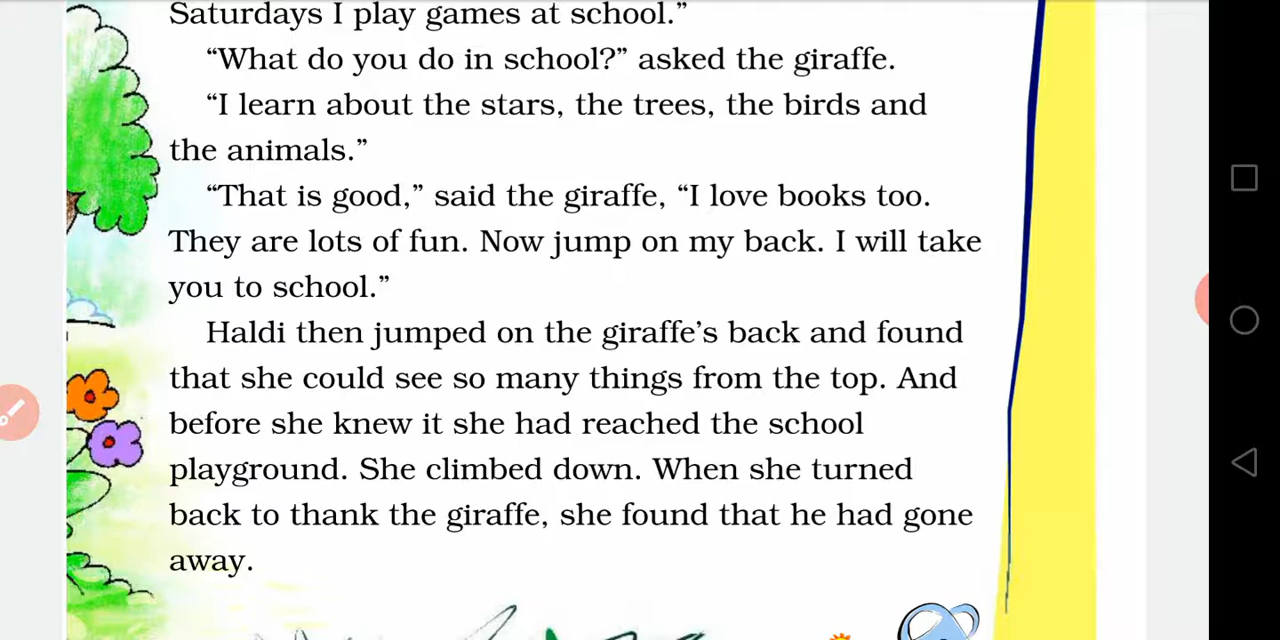 Saturdays I play games at school.”
“What do you do in school?” asked the giraffe.
“I learn about the stars, the trees, the birds and
the animals.”
“That is good,” said the giraffe, “I love books too.
They are lots of fun. Now jump on my back. I will take
you to school.”
Haldi then jumped on the giraffe’s back and found
that she could see so many things from the top. And
before she knew it she had reached the school
playground. She climbed down. When she turned
back to thank the giraffe, she found that he had gone
away.